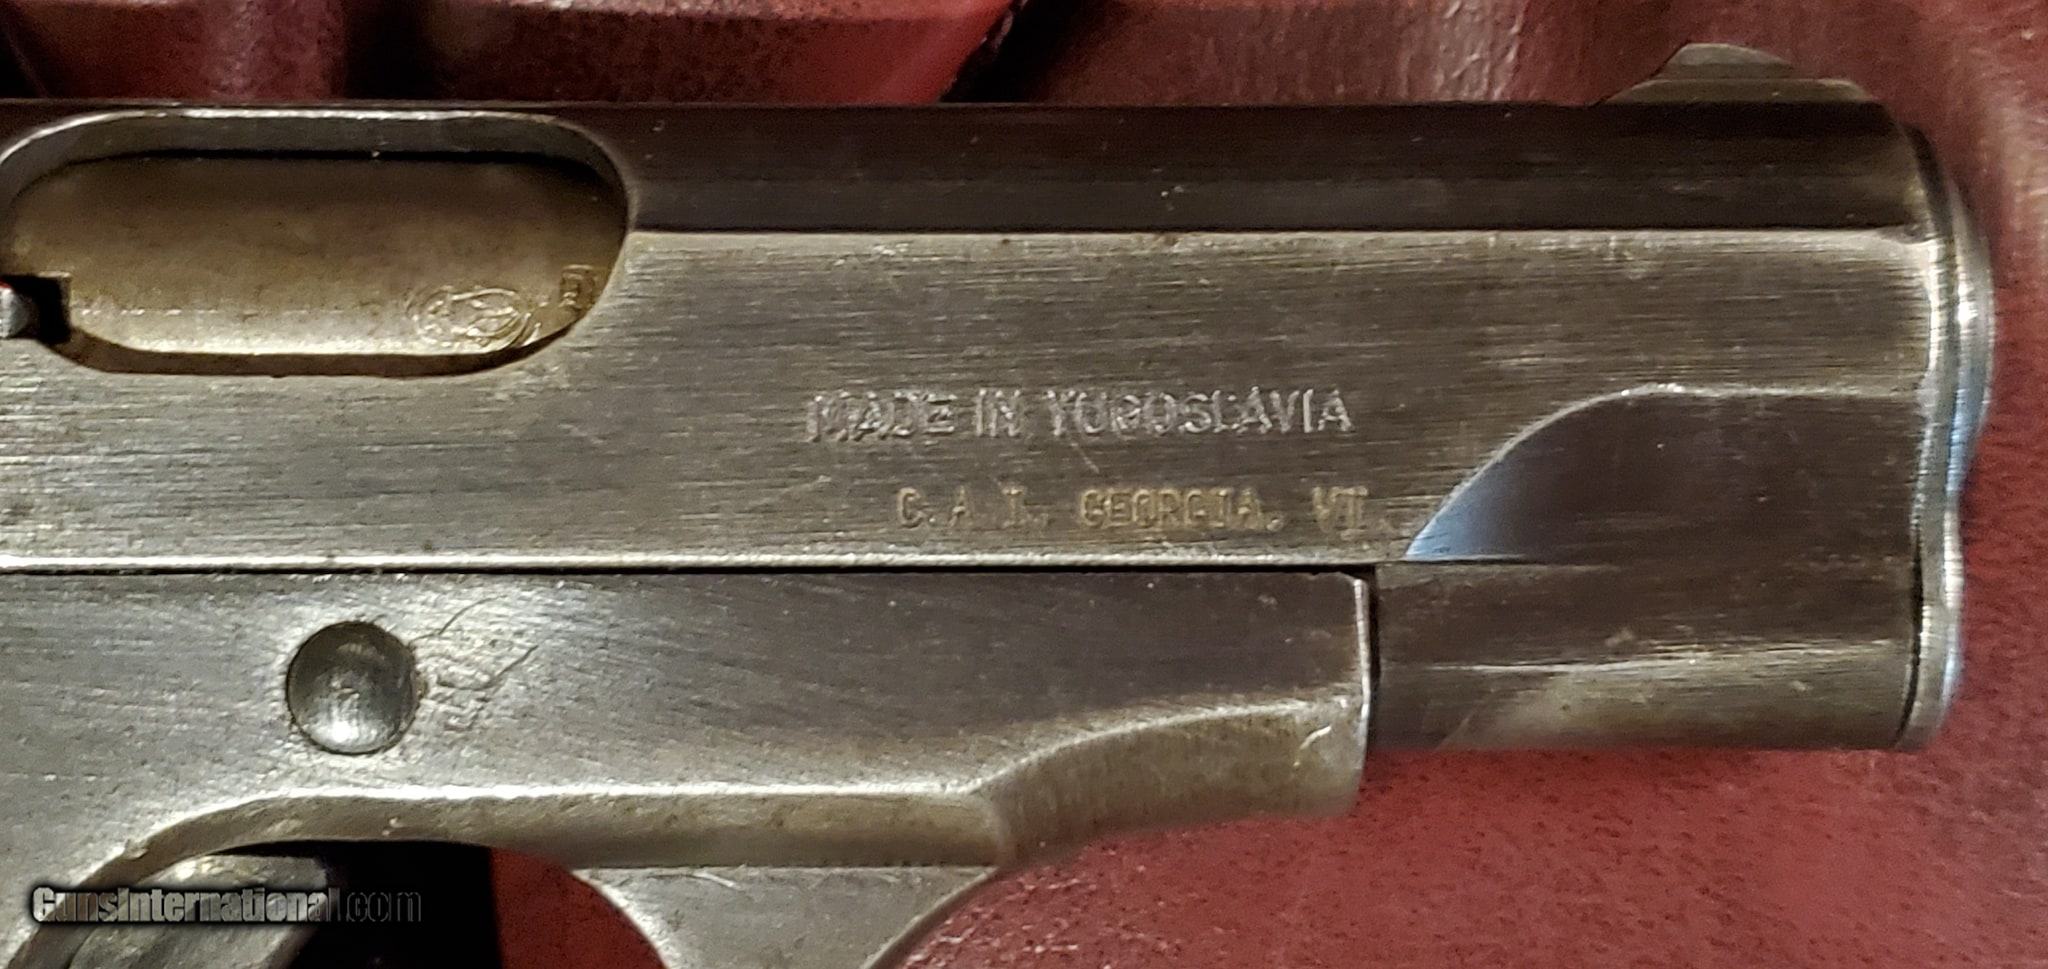 MADE IN YUGOSLAVIA
C.A.I. GEORGIA. VT.
GunsInternational.com